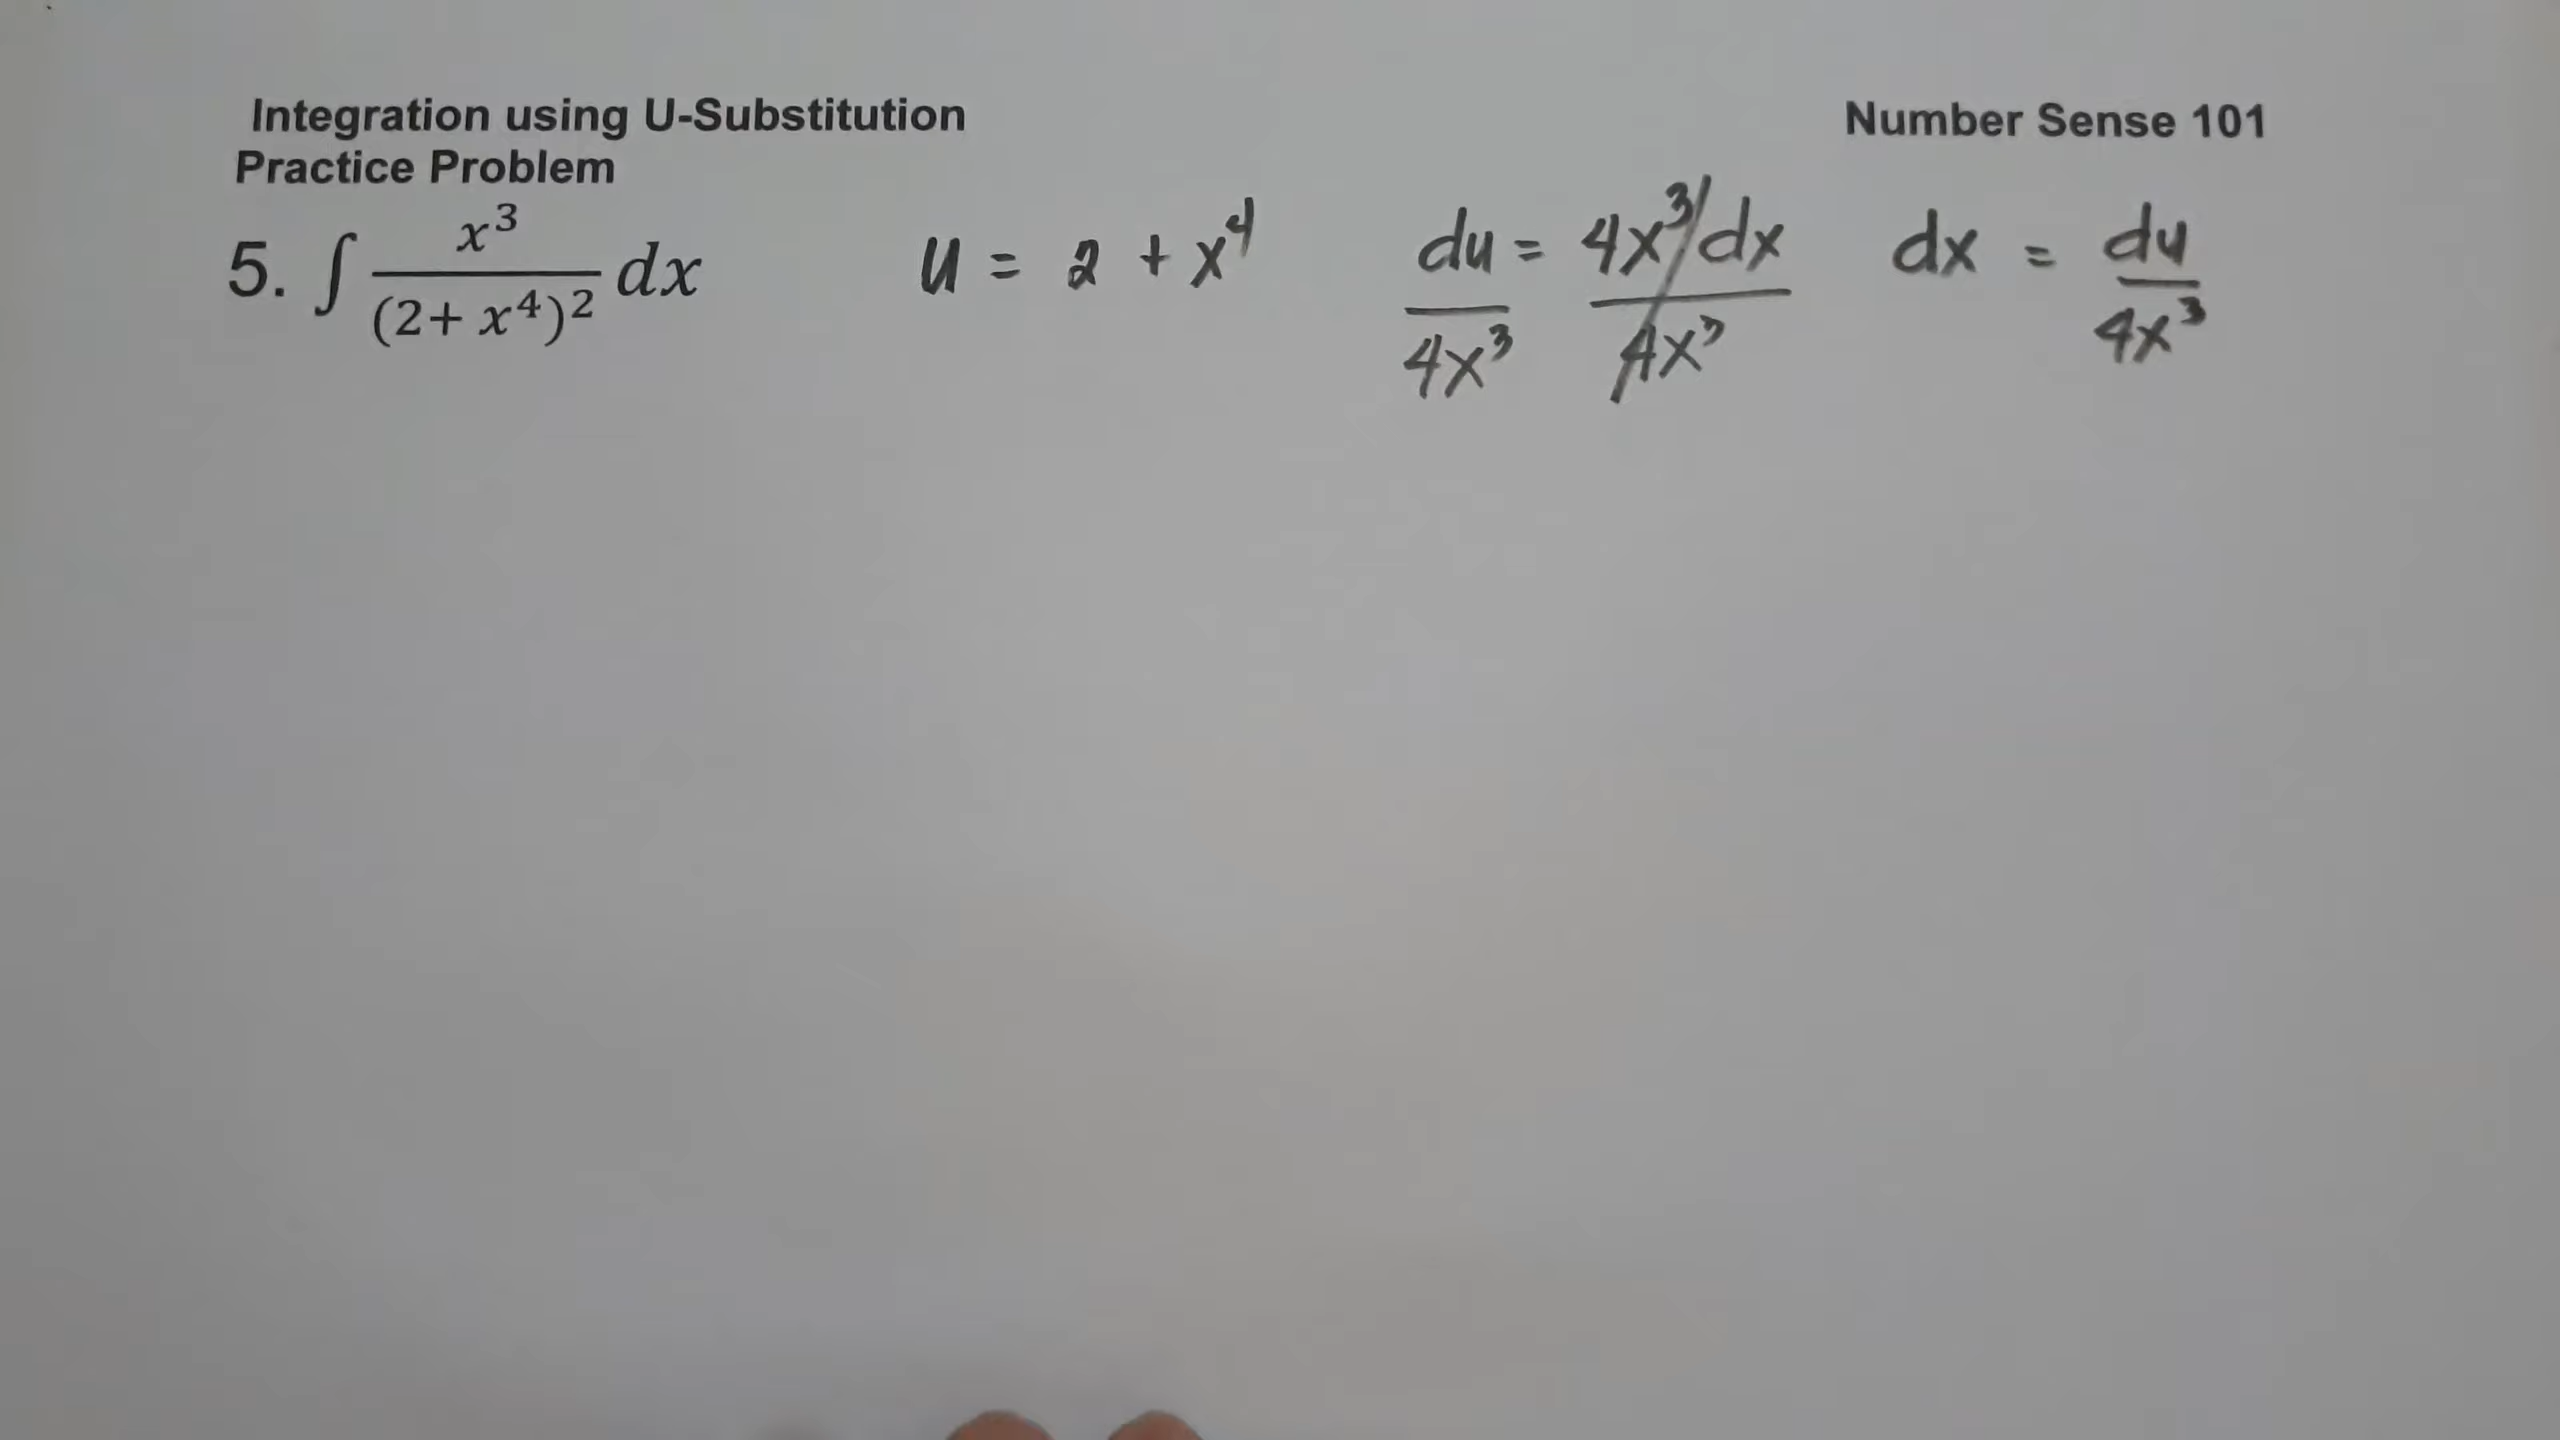 Integration using U-Substitution
Number Sense 101
Practice Problem
5. ∫ x³/(2+ x⁴)² dx
u = 2 + x⁴
du/4x³ = 4x³dx/4x³
dx = du/4x³